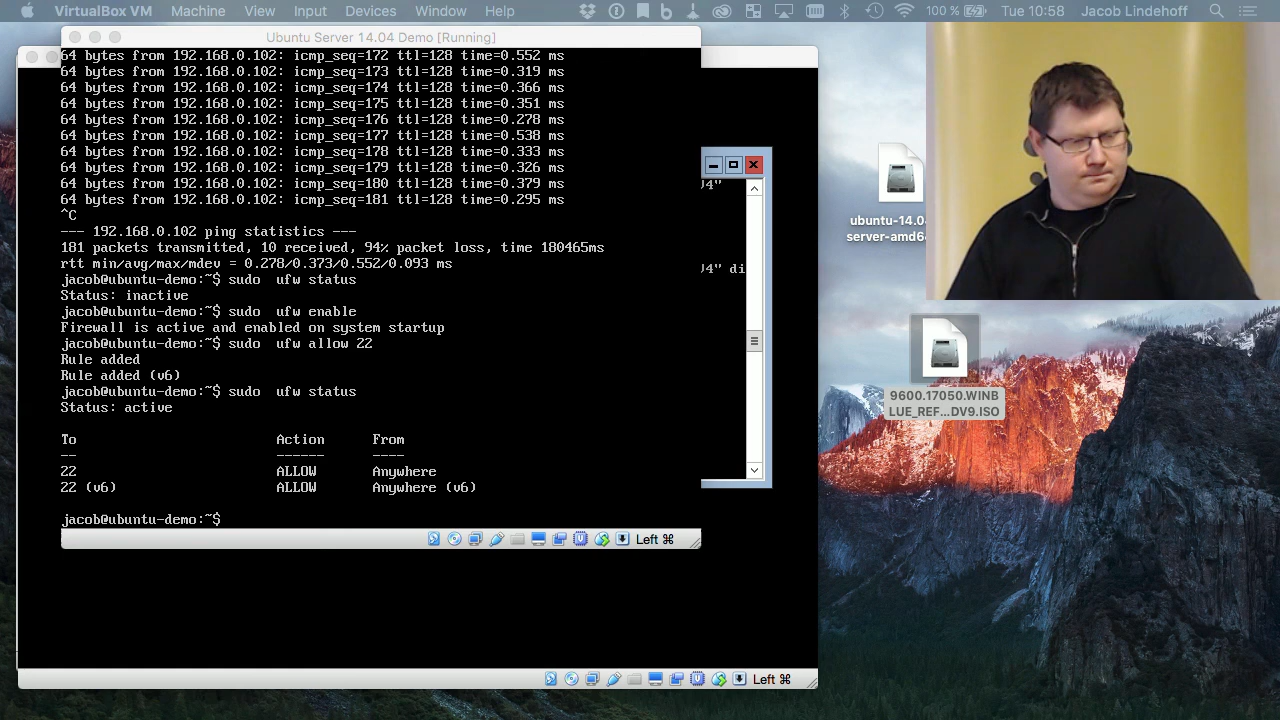 VirtualBox VM Machine View Input Devices Window Help 100 % Tue 10:58 Jacob Lindehoff
Ubuntu Server 14.04 Demo [Running]
64 bytes from 192.168.0.102: icmp_seq=172 ttl=128 time=0.552 ms
64 bytes from 192.168.0.102: icmp_seq=173 ttl=128 time=0.319 ms
64 bytes from 192.168.0.102: icmp_seq=174 ttl=128 time=0.366 ms
64 bytes from 192.168.0.102: icmp_seq=175 ttl=128 time=0.351 ms
64 bytes from 192.168.0.102: icmp_seq=176 ttl=128 time=0.278 ms
64 bytes from 192.168.0.102: icmp_seq=177 ttl=128 time=0.538 ms
64 bytes from 192.168.0.102: icmp_seq=178 ttl=128 time=0.333 ms
64 bytes from 192.168.0.102: icmp_seq=179 ttl=128 time=0.326 ms
64 bytes from 192.168.0.102: icmp_seq=180 ttl=128 time=0.379 ms
64 bytes from 192.168.0.102: icmp_seq=181 ttl=128 time=0.295 ms
^C
--- 192.168.0.102 ping statistics ---
181 packets transmittd, 10 received, 94% packet loss, time 180465ms
rtt min/avg/max/mdev = 0.278/0.373/0.552/0.093 ms
jacob@ubuntu-demo:~$ sudo  ufw status
Status: inactive
jacob@ubuntu-demo:~$ sudo  ufw enable
Firewall is active and enabled on system startup
jacob@ubuntu-demo:~$ sudo  ufw allow 22
Rule added
Rule added (v6)
jacob@ubuntu-demo:~$ sudo  ufw status
Status: active
To Action From
-- ------ ----
22 ALLOW Anywhere
22 (v6) ALLOW Anywhere (v6)
jacob@ubuntu-demo:~$
Left ⌘
4"
4" di
Left ⌘
ubuntu-14.04
server-amd64
9600.17050.WINB
LUE_REF...DV9.ISO